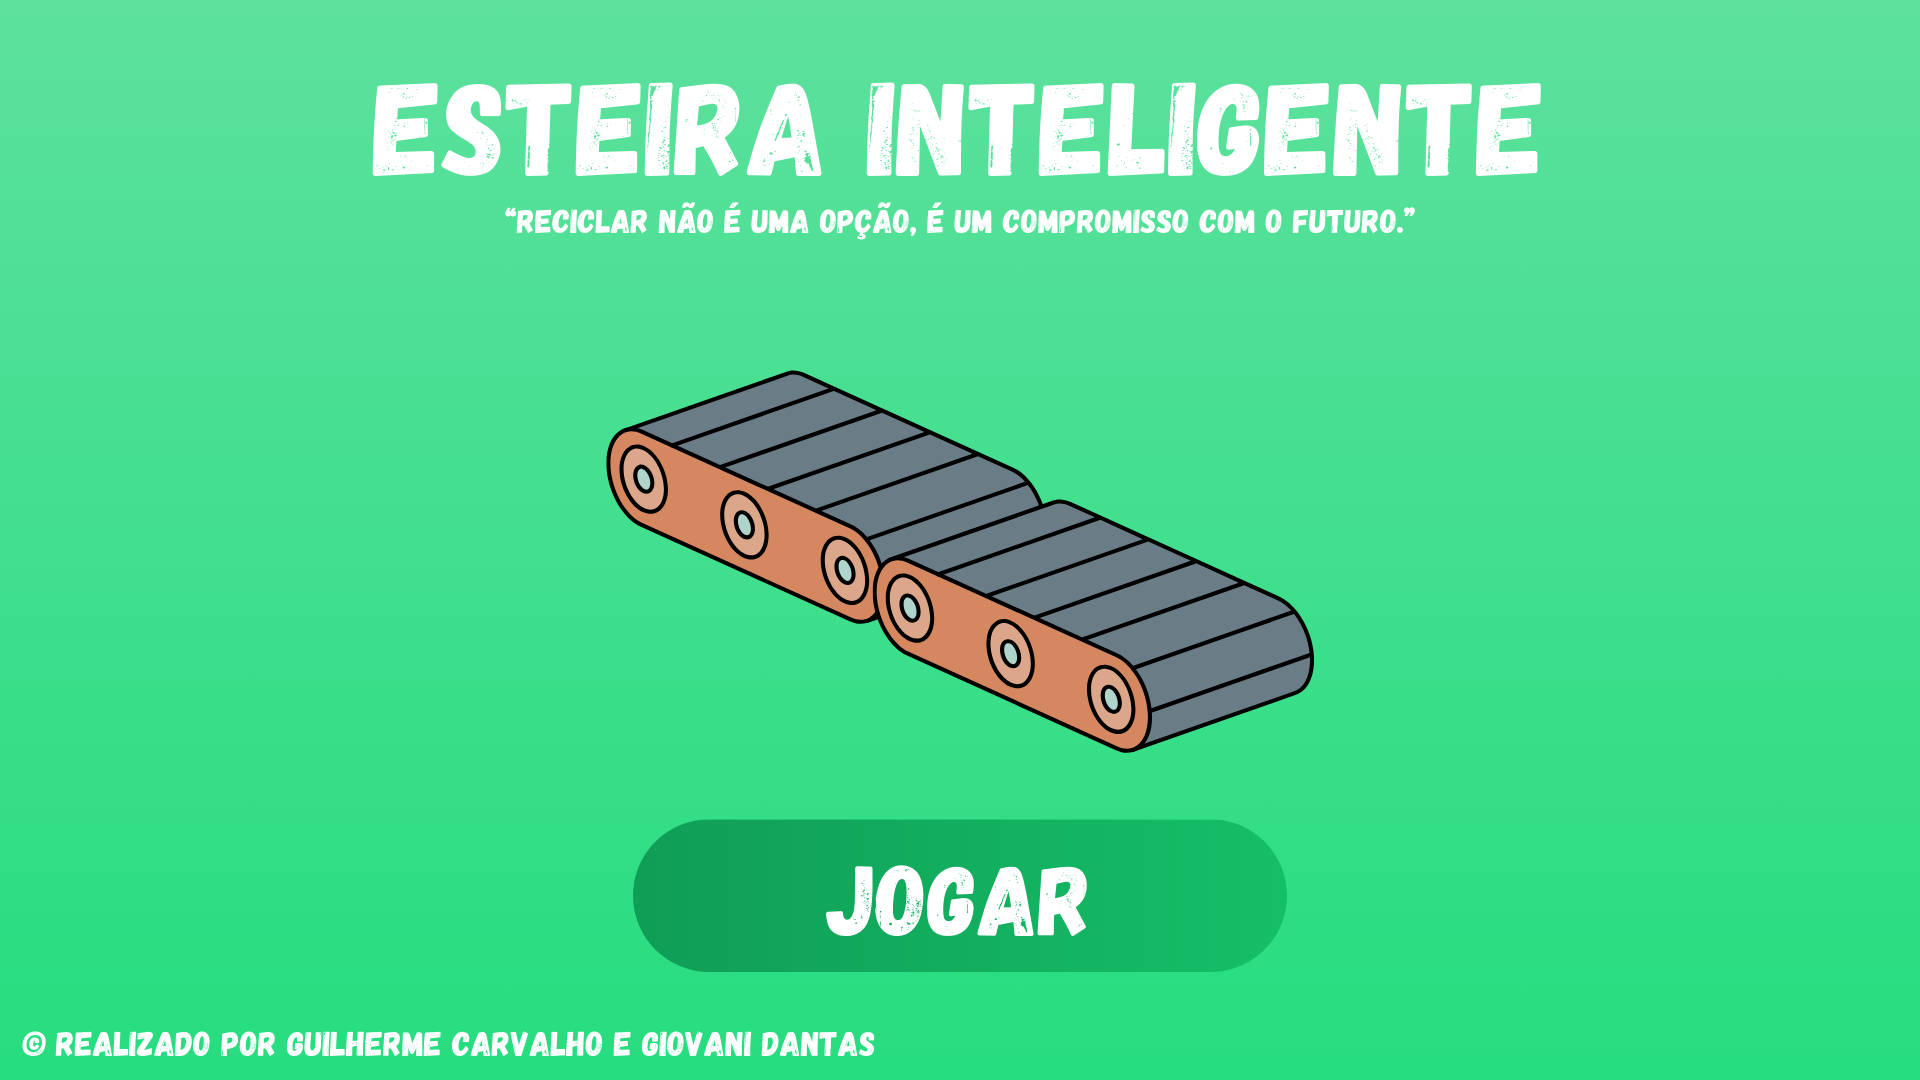 ESTEIRA INTELIGENTE
“RECICLAR NÃO É UMA OPÇÃO, É UM COMPROMISSO COM O FUTURO.”
JOGAR
© REALIZADO POR GUILHERME CARVALHO E GIOVANI DANTAS